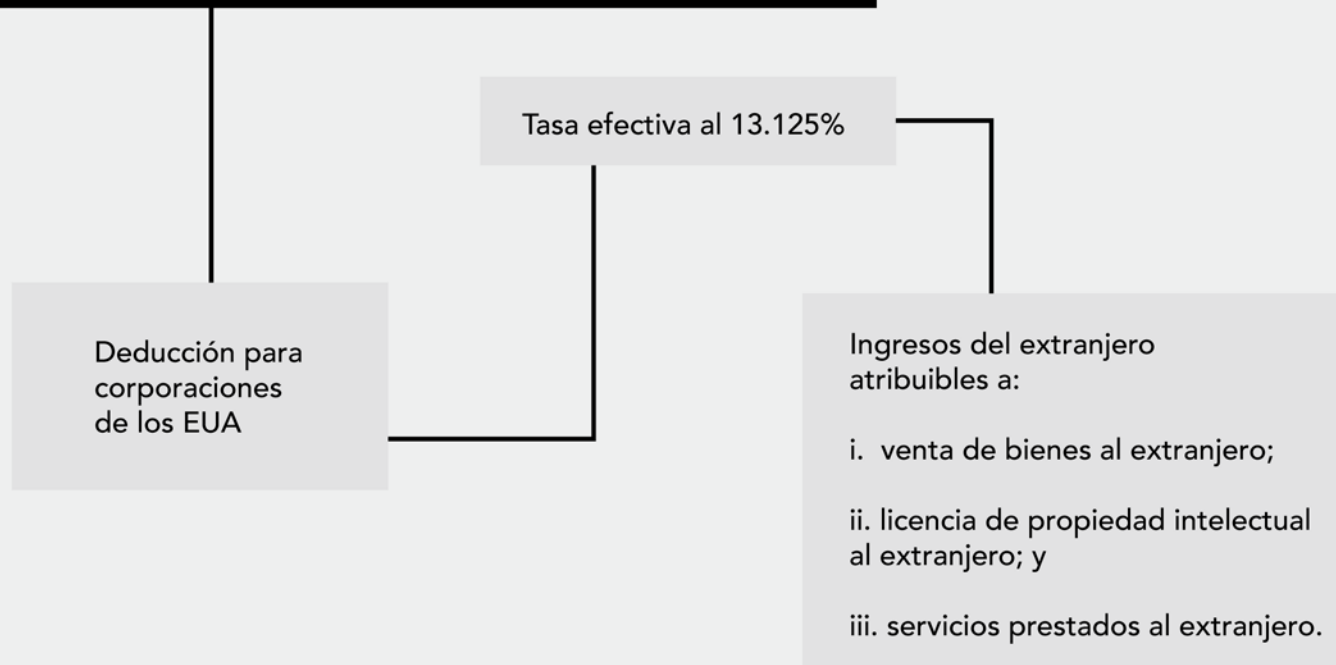 Tasa efectiva al 13.125%
Deducción para
corporaciones
de los EUA
Ingresos del extranjero
atribuibles a:
i. venta de bienes al extranjero;
ii. licencia de propiedad intelectual
al extranjero; y
iii. servicios prestados al extranjero.